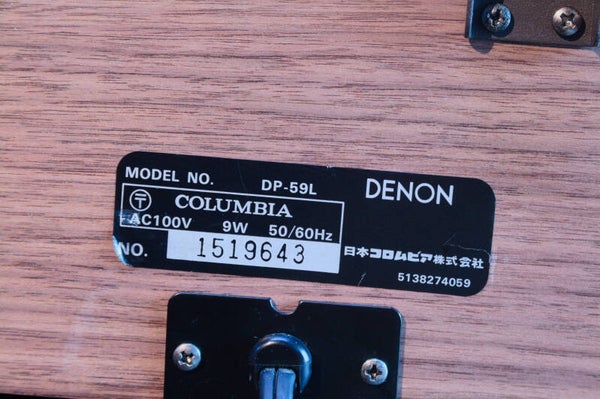 MODEL NO. DP-59L DENON
〒 COLUMBIA
AC100V 9W 50/60Hz
NO. 1519643 日本コロムビア株式会社
5138274059